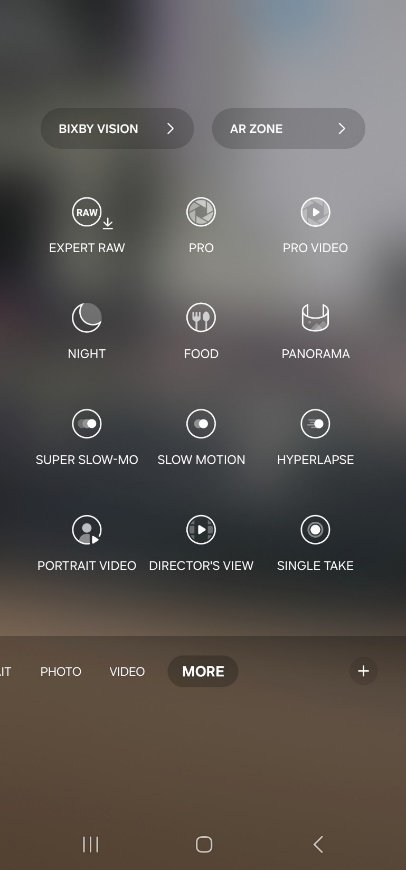 BIXBY VISION
AR ZONE
RAW
EXPERT RAW
PRO
PRO VIDEO
NIGHT
FOOD
PANORAMA
SUPER SLOW-MO
SLOW MOTION
HYPERLAPSE
PORTRAIT VIDEO
DIRECTOR'S VIEW
SINGLE TAKE
IT PHOTO VIDEO MORE +